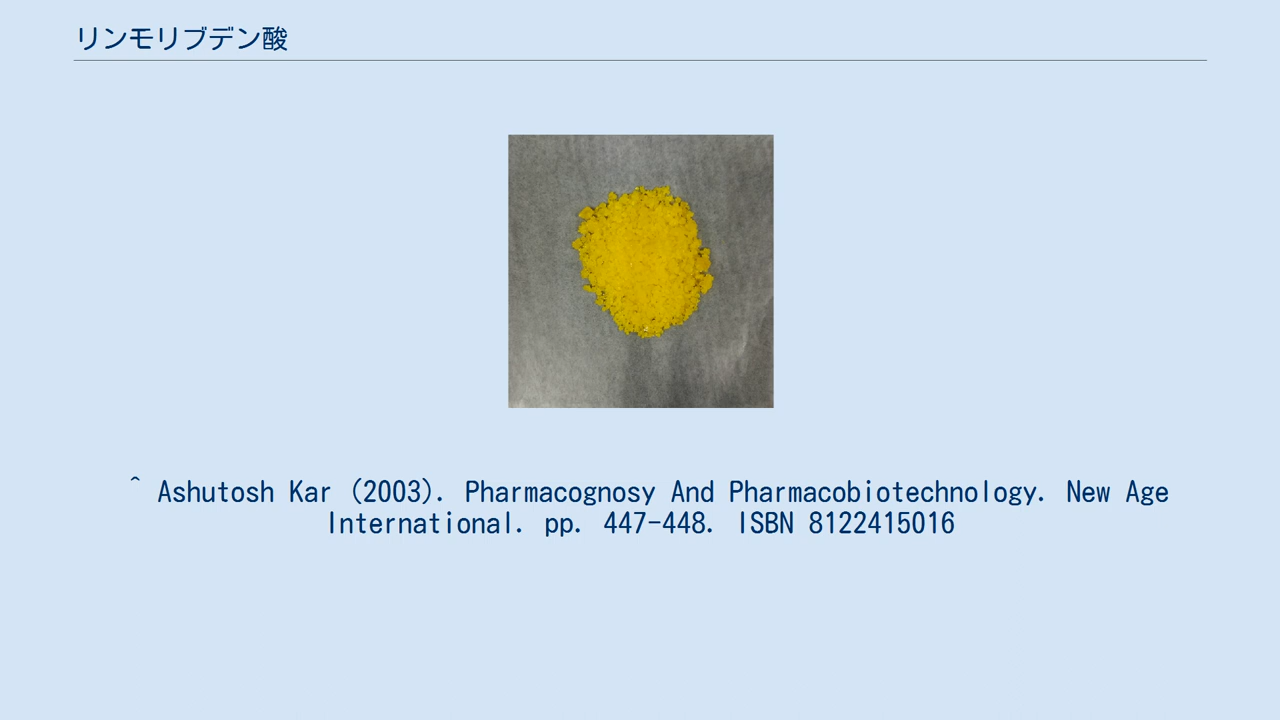 リンモリブデン酸
^ Ashutosh Kar (2003). Pharmacognosy And Pharmacobiotechnology. New Age
International. pp. 447-448. ISBN 8122415016